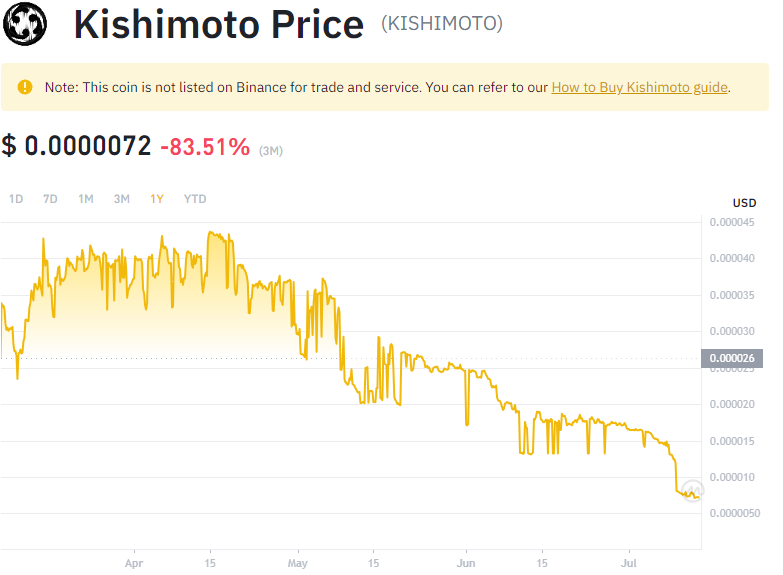 Kishimoto Price (KISHIMOTO)
Note: This coin is not listed on Binance for trade and service. You can refer to our How to Buy Kishimoto guide.
$ 0.0000072 -83.51% (3M)
1D 7D 1M 3M 1Y YTD
USD
0.000045
0.000040
0.000035
0.000030
0.000026
0.000025
0.000020
0.000015
0.000010
0.0000050
Apr 15 May 15 Jun 15 Jul